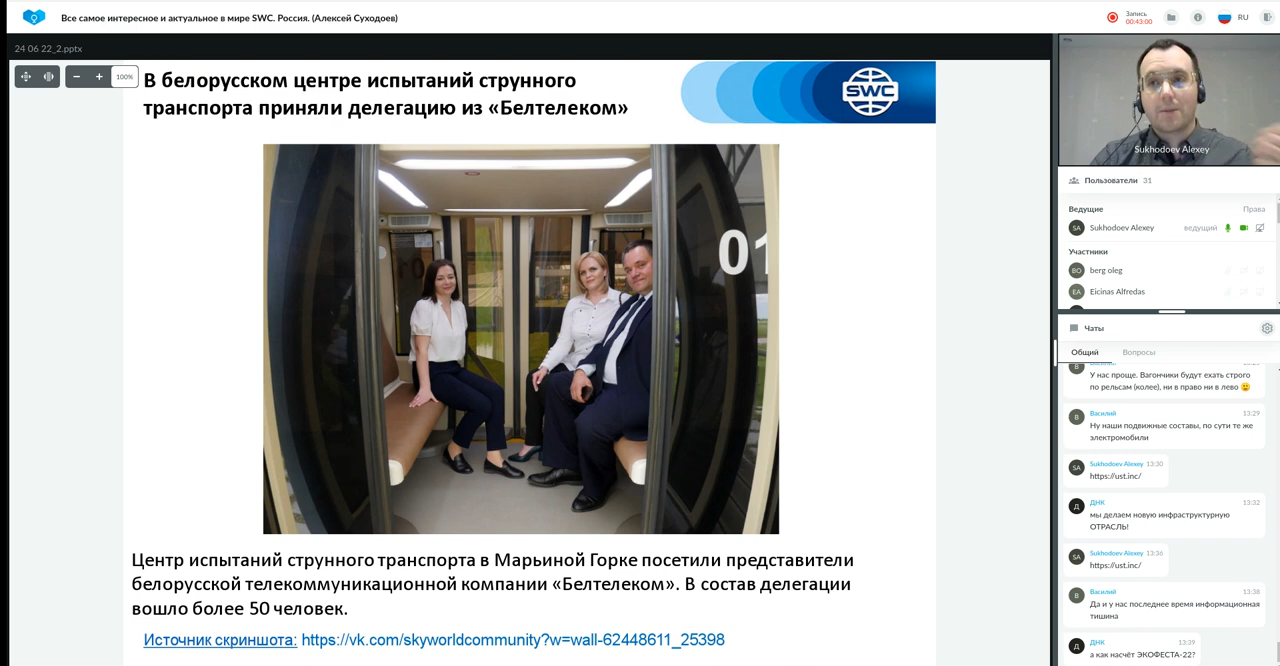 Все самое интересное и актуальное в мире SWC. Россия. (Алексей Суходоев)
Запись
00:43:00
RU
24 06 22_2.pptx
100%
В белорусском центре испытаний струнного
транспорта приняли делегацию из «Белтелеком»
SWC
01
Центр испытаний струнного транспорта в Марьиной Горке посетили представители
белорусской телекоммуникационной компании «Белтелеком». В состав делегации
вошло более 50 человек.
Источник скриншота: https://vk.com/skyworldcommunity?w=wall-62448611_25398
Sukhodoev Alexey
Пользователи 31
Ведущие Права
SA Sukhodoev Alexey ведущий
Участники
BO berg oleg
EA Eicinas Alfredas
Чаты
Общий Вопросы
В
У нас проще. Вагончики будут ехать строго
по рельсам (колее), ни в право ни в лево
В Василий 13:29
Ну наши подвижные составы, по сути те же
электромобили
SA Sukhodoev Alexey 13:30
https://ust.inc/
Д ДНК 13:32
мы делаем новую инфраструктурную
ОТРАСЛЬ!
SA Sukhodoev Alexey 13:36
https://ust.inc/
В Василий 13:38
Да и у нас последнее время информационная
тишина
Д ДНК 13:39
а как насчёт ЭКОФЕСТА-22?